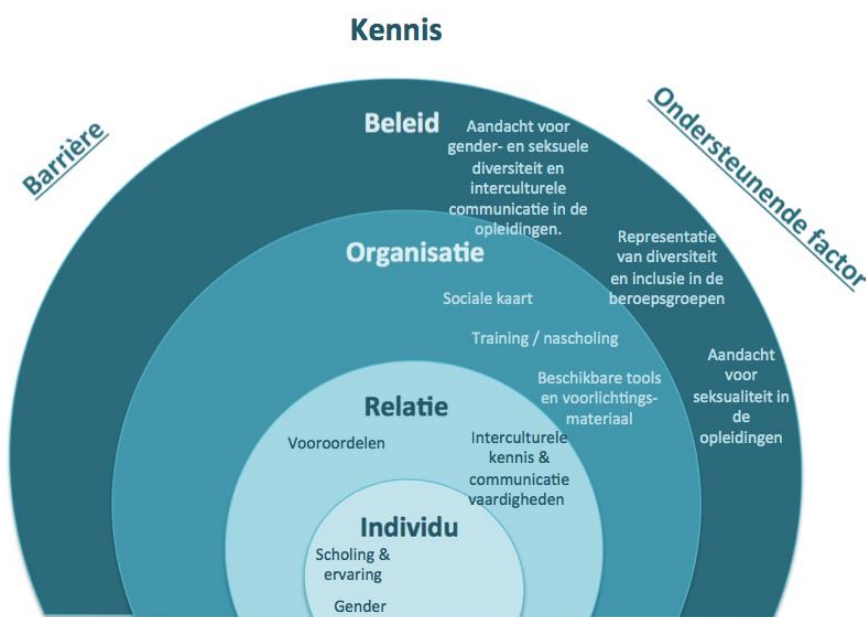 Kennis
Barrière
Ondersteunende factor
Beleid
Aandacht voor
gender- en seksuele
diversiteit en
interculturele
communicatie in de
opleidingen.
Representatie
van diversiteit
en inclusie in de
beroepsgroepen
Aandacht
voor
seksualiteit in
de
opleidingen
Organisatie
Sociale kaart
Training / nascholing
Beschikbare tools
en voorlichtings-
materiaal
Relatie
Vooroordelen
Interculturele
kennis &
communicatie
vaardigheden
Individu
Scholing &
ervaring
Gender